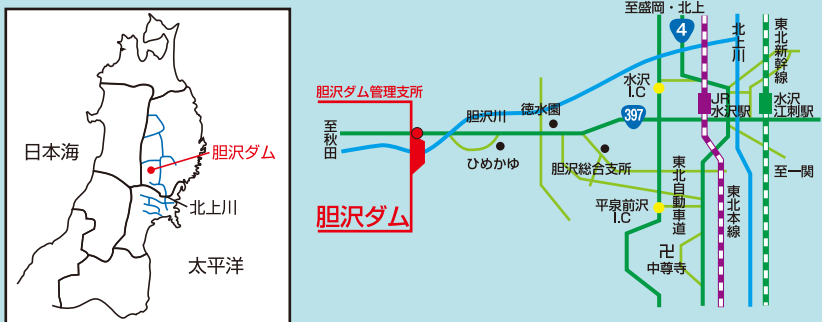 日本海
胆沢ダム
北上川
太平洋
至盛岡・北上
4
北上川
東北新幹線
胆沢ダム管理支所
水沢
I.C
JR
水沢駅
水沢
江刺駅
徳水園
胆沢川
397
至秋田
ひめかゆ
胆沢総合支所
東北自動車道
至一関
胆沢ダム
平泉前沢
I.C
東北本線
卍
中尊寺